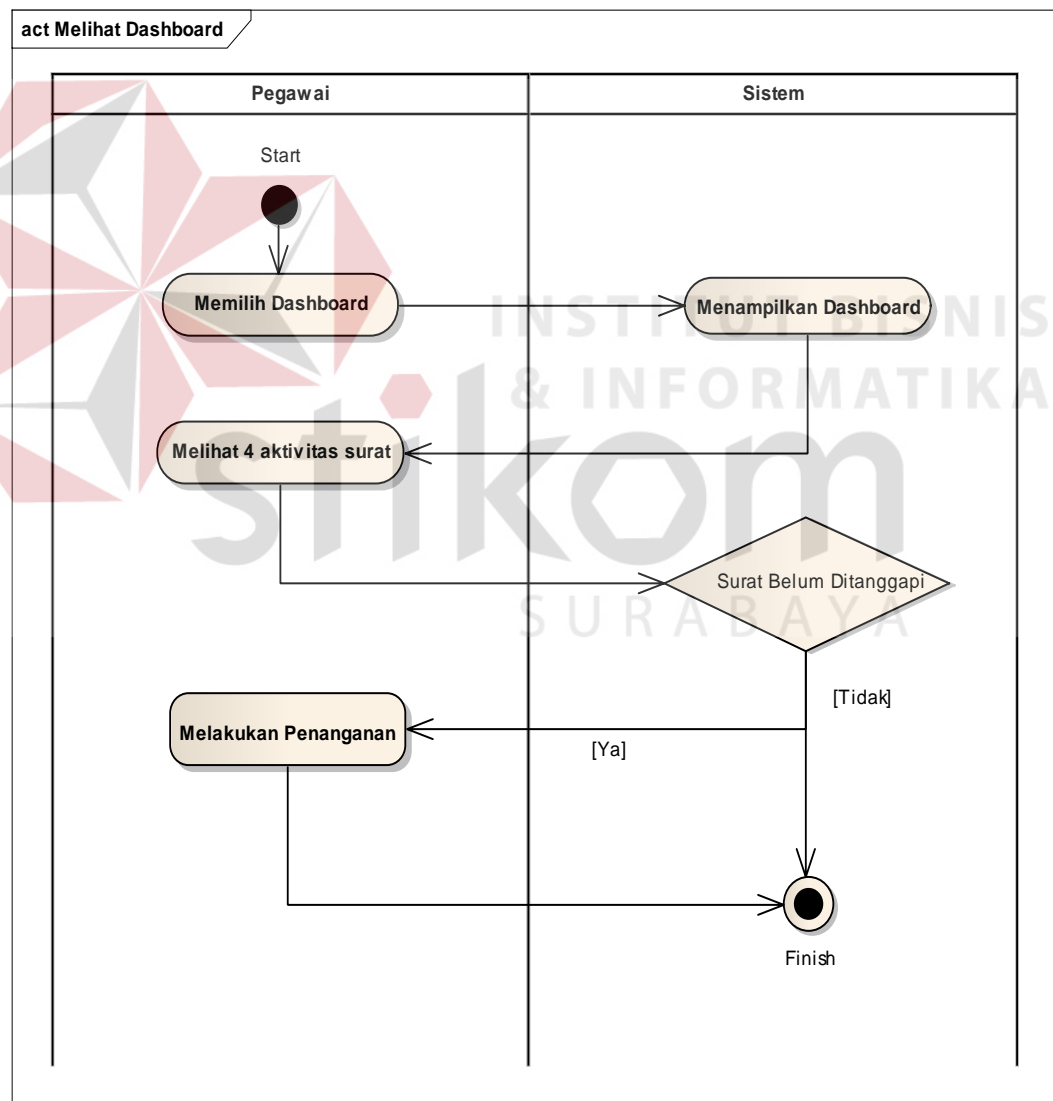 act Melihat Dashboard
Pegawai
Sistem
Start
Memilih Dashboard
Menampilkan Dashboard
INSTITUT BISNIS
& INFORMATIKA
Melihat 4 aktivitas surat
stikom
Surat Belum Ditanggapi
SURABAYA
[Tidak]
Melakukan Penanganan
[Ya]
Finish